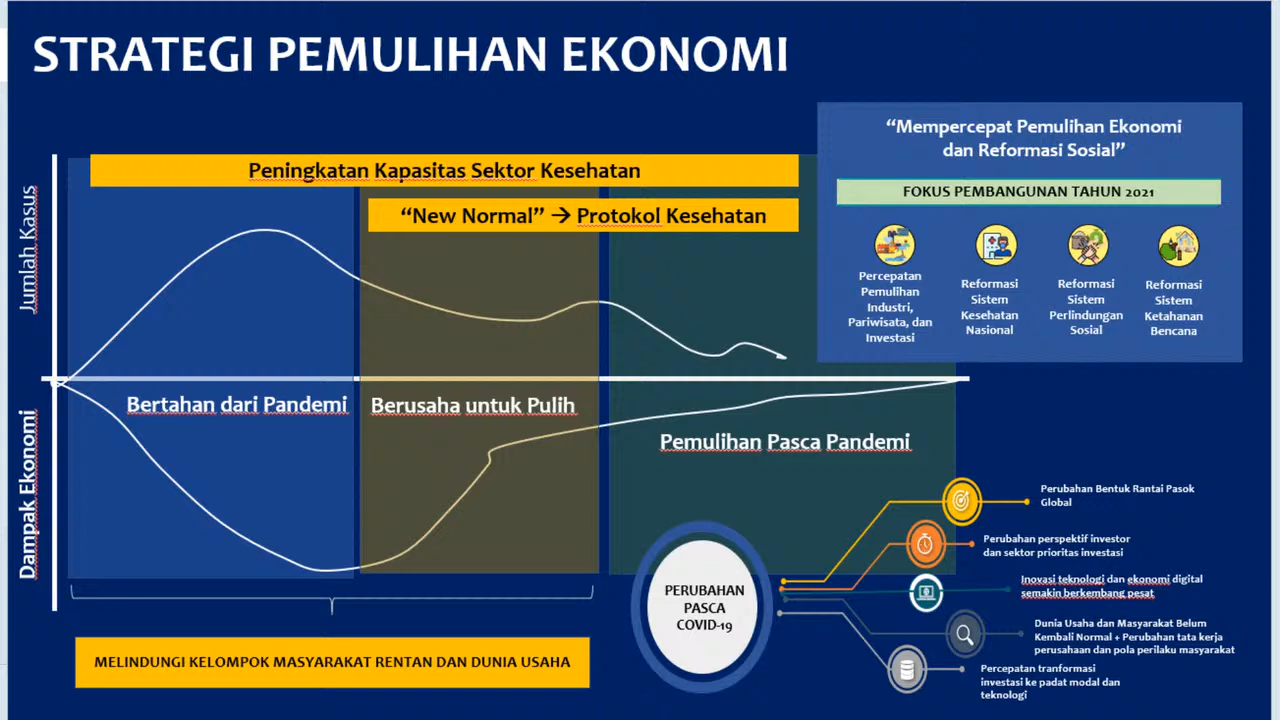 STRATEGI PEMULIHAN EKONOMI
“Mempercepat Pemulihan Ekonomi
dan Reformasi Sosial”
FOKUS PEMBANGUNAN TAHUN 2021
Percepatan
Pemulihan
Industri,
Pariwisata, dan
Investasi
Reformasi
Sistem
Kesehatan
Nasional
Reformasi
Sistem
Perlindungan
Sosial
Reformasi
Sistem
Ketahanan
Bencana
Peningkatan Kapasitas Sektor Kesehatan
“New Normal” → Protokol Kesehatan
Jumlah Kasus
Dampak Ekonomi
Bertahan dari Pandemi
Berusaha untuk Pulih
Pemulihan Pasca Pandemi
MELINDUNGI KELOMPOK MASYARAKAT RENTAN DAN DUNIA USAHA
PERUBAHAN
PASCA
COVID-19
Perubahan Bentuk Rantai Pasok
Global
Perubahan perspektif investor
dan sektor prioritas investasi
Inovasi teknologi dan ekonomi digital
semakin berkembang pesat
Dunia Usaha dan Masyarakat Belum
Kembali Normal + Perubahan tata kerja
perusahaan dan pola perilaku masyarakat
Percepatan tranformasi
investasi ke padat modal dan
teknologi